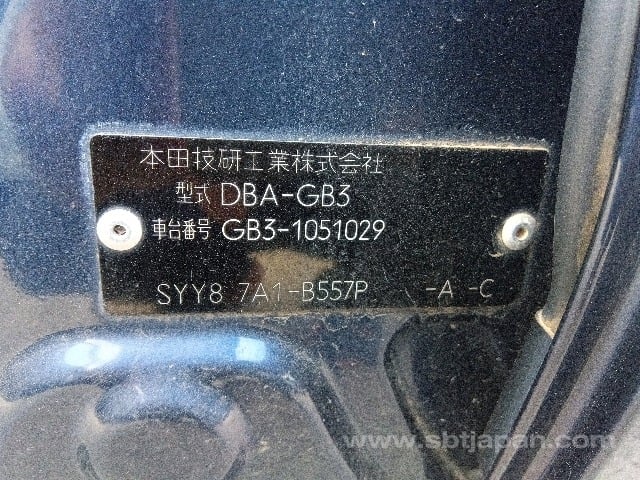 本田技研工業株式会社
型式 DBA-GB3
車台番号 GB3-1051029
SYY8 7A1-B557P -A -C
www.sbtjapan.com